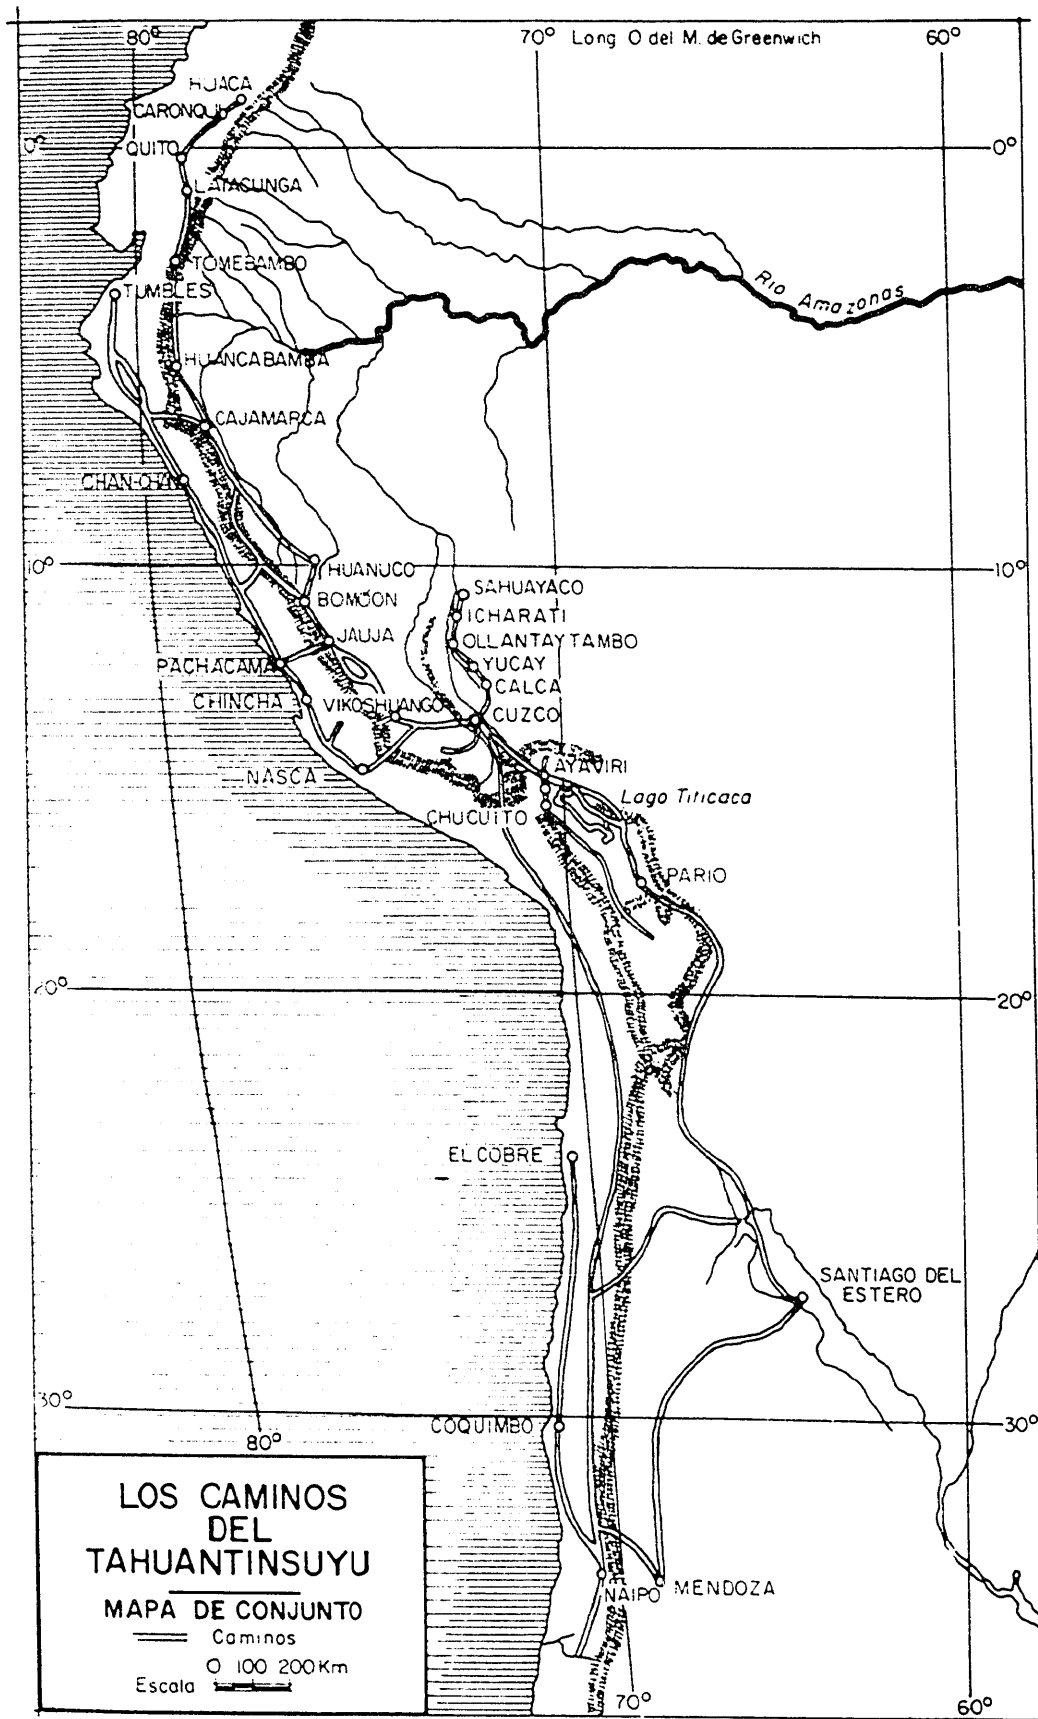 80° 70° Long O del M. de Greenwich 60°
HUACA
CARONQUI
0° QUITO 0°
LATACUNGA
TOMEBAMBO
TUMBLES
Rio Amazonas
HUANCABAMBA
CAJAMARCA
CHAN-CHAN
10° HUANUCO 10°
SAHUAYACO
BOMBON
ICHARATI
JAUJA
OLLANTAYTAMBO
PACHACAMA
YUCAY
CALCA
CHINCHA
VIKOSHUANGO
CUZCO
NASCA
AYAVIRI
Lago Titicaca
CHUCUITO
PARIO
20° 20°
EL COBRE
SANTIAGO DEL
ESTERO
30° 30°
COQUIMBO
80°
LOS CAMINOS
DEL
TAHUANTINSUYU
MAPA DE CONJUNTO
Caminos
0 100 200 Km
Escala
NAIPO MENDOZA
70° 60°